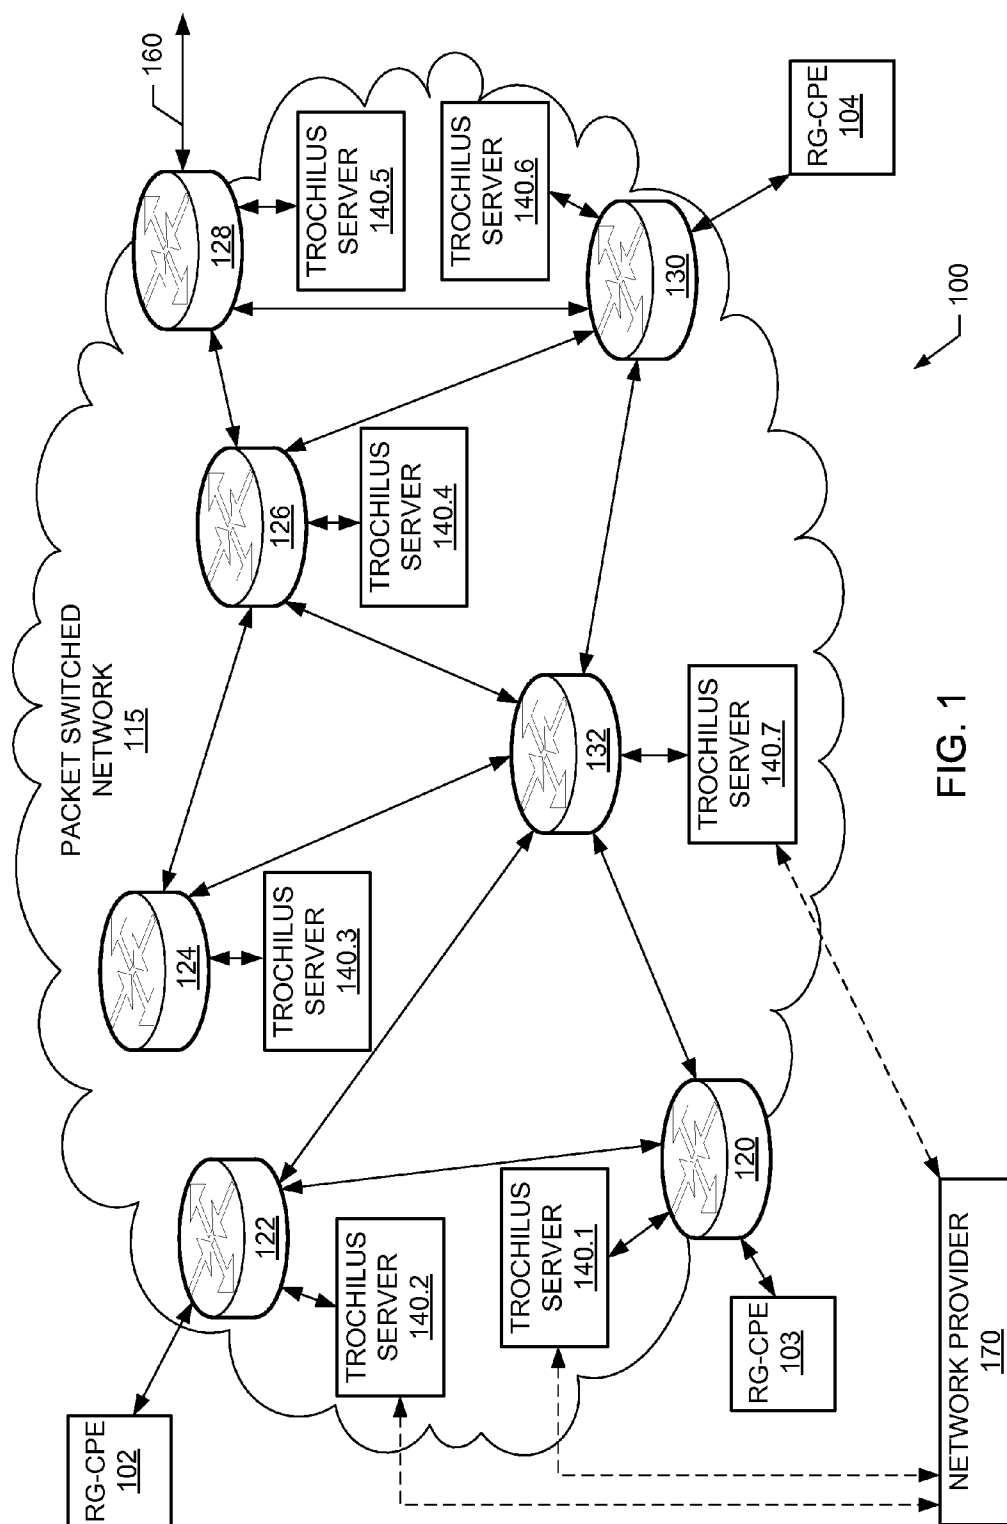 PACKET SWITCHED
NETWORK
115
160
128
TROCHILUS
SERVER
140.5
TROCHILUS
SERVER
140.6
130
RG-CPE
104
126
TROCHILUS
SERVER
140.4
132
TROCHILUS
SERVER
140.7
124
TROCHILUS
SERVER
140.3
122
TROCHILUS
SERVER
140.2
TROCHILUS
SERVER
140.1
120
RG-CPE
102
RG-CPE
103
NETWORK PROVIDER
170
100
FIG. 1